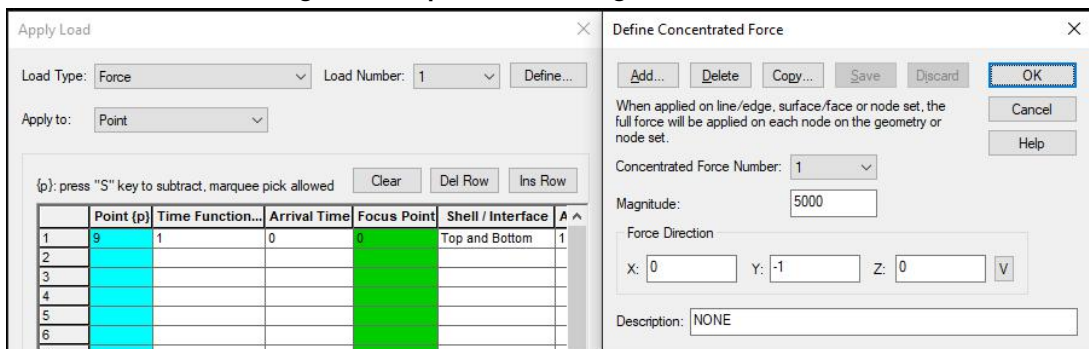 Apply Load
Load Type: Force Load Number: 1 Define...
Apply to: Point
{p}: press "S" key to subtract, marquee pick allowed Clear Del Row Ins Row
Point {p} Time Function... Arrival Time Focus Point Shell / Interface A
1 9 1 0 0 Top and Bottom 1
2
3
4
5
6
Define Concentrated Force
Add... Delete Copy... Save Discard OK
When applied on line/edge, surface/face or node set, the
full force will be applied on each node on the geometry or
node set.
Cancel
Help
Concentrated Force Number: 1
Magnitude: 5000
Force Direction
X: 0 Y: -1 Z: 0 V
Description: NONE